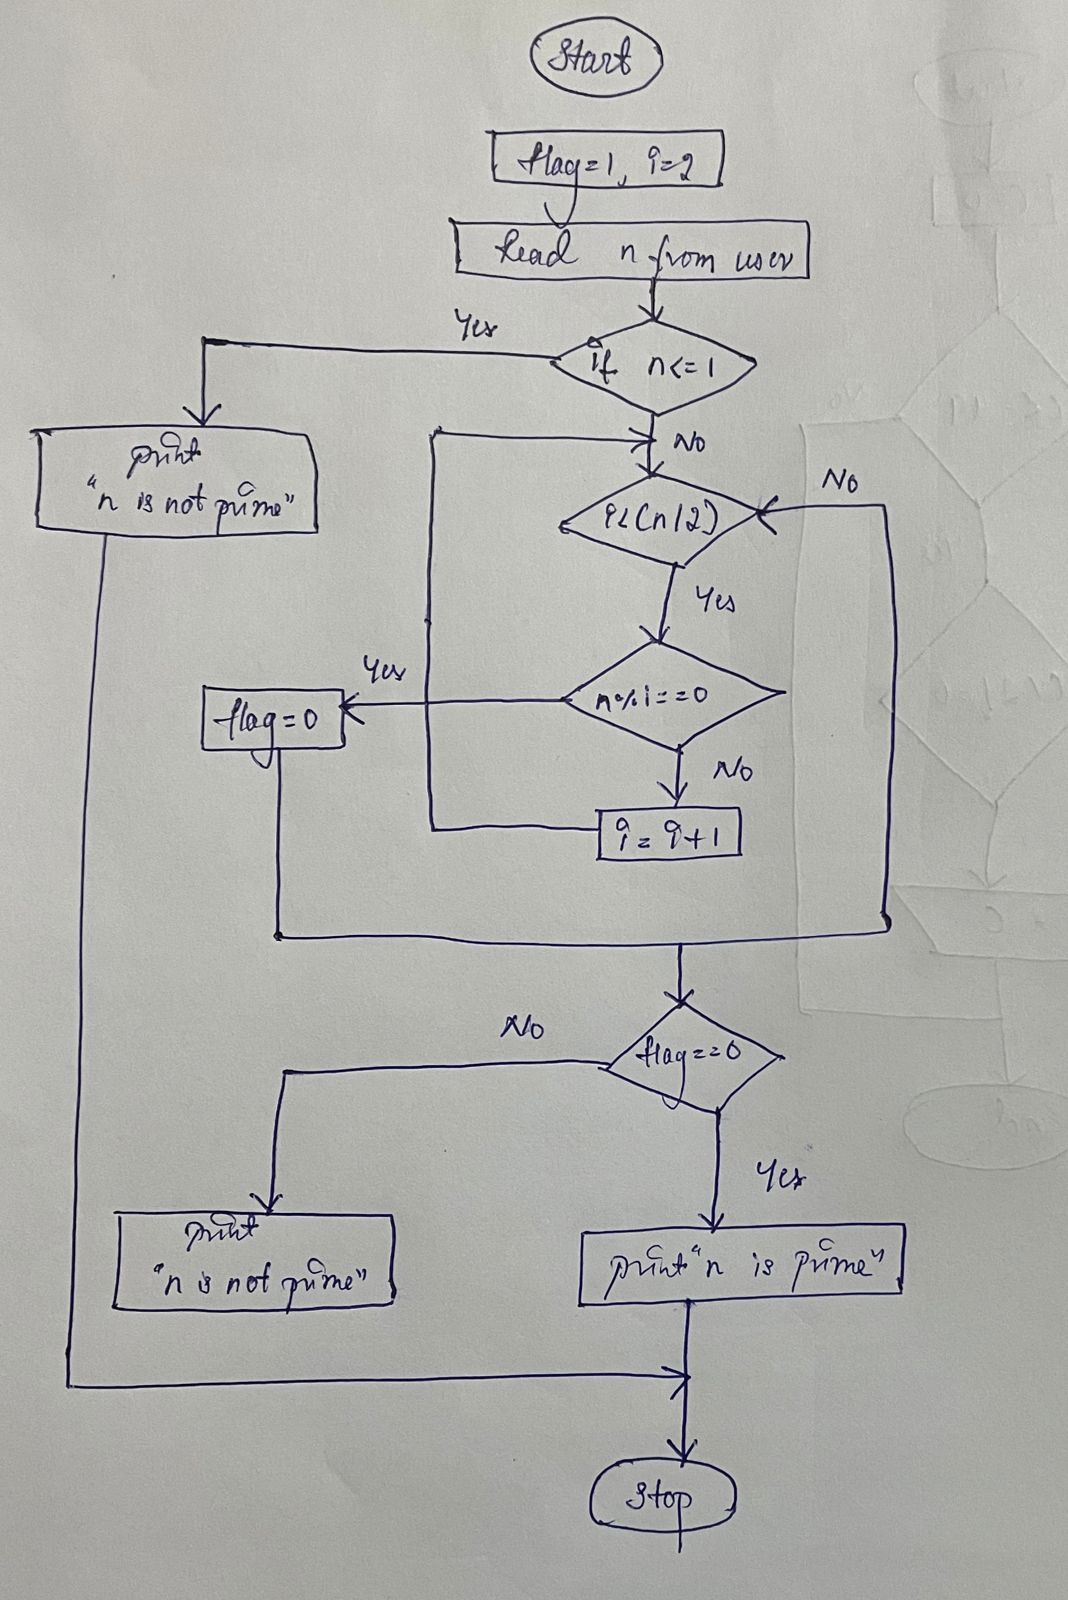 Start
flag=1, i=2
Read n from user
if n<=1
Yes
No
print
"n is not prime"
i<(n/2)
No
Yes
n%i==0
Yes
flag=0
No
i=i+1
flag==0
No
Yes
print
"n is not prime"
print "n is prime"
Stop